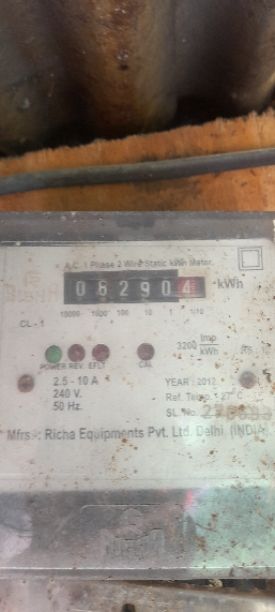 A.C. 1 Phase 2 Wire Static kWh Meter.
062904 kWh
10000 1000 100 10 1 1/10
CL - 1
3200 Imp/kWh
POWER REV. EFLT CAL
2.5 - 10 A YEARː 2012
240 V. Ref. Temp. : 27°C
50 Hz. SL. No.
Mfrs -: Richa Equipments Pvt. Ltd. Delhi. (INDIA)